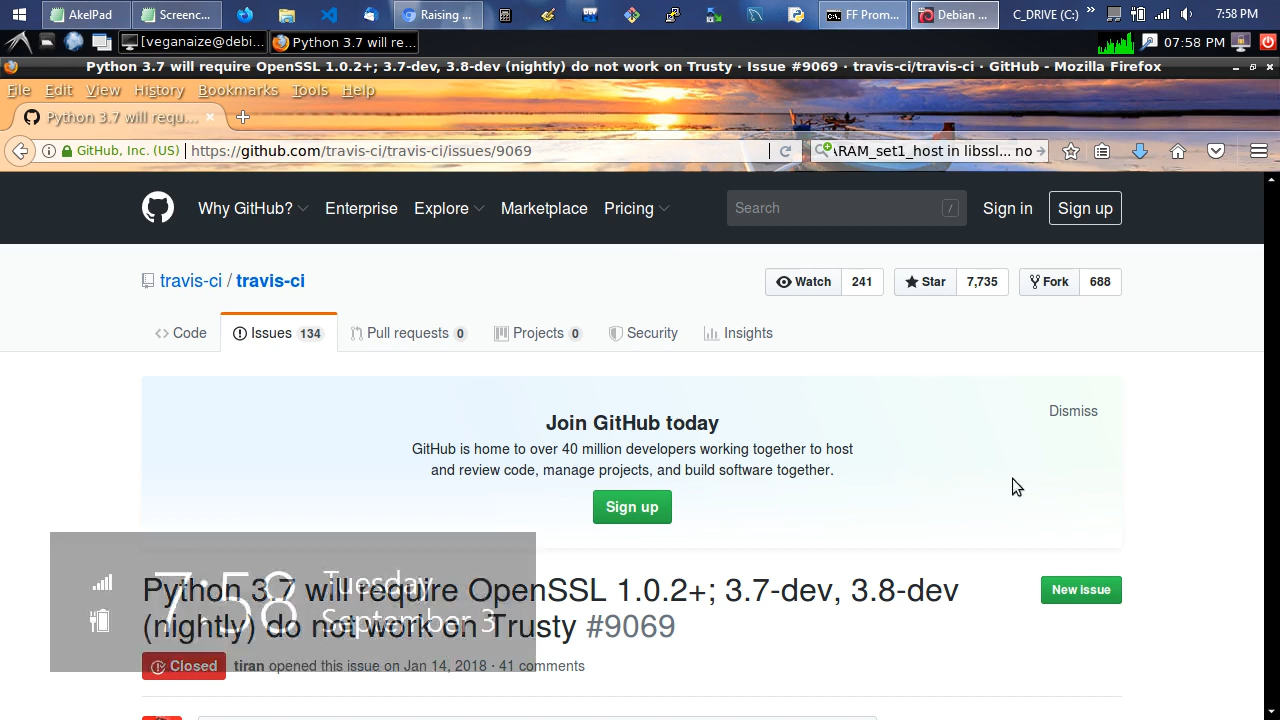 AkelPad
Screenc...
Raising ...
FF Prom...
Debian ...
C_DRIVE (C:)
7:58 PM
[veganaize@debi...
Python 3.7 will re...
07:58 PM
Python 3.7 will require OpenSSL 1.0.2+; 3.7-dev, 3.8-dev (nightly) do not work on Trusty · Issue #9069 · travis-ci/travis-ci · GitHub - Mozilla Firefox
File Edit View History Bookmarks Tools Help
Python 3.7 will requ...
GitHub, Inc. (US) https://github.com/travis-ci/travis-ci/issues/9069
ARAM_set1_host in libssl... no
Why GitHub? Enterprise Explore Marketplace Pricing Search / Sign in Sign up
travis-ci / travis-ci
Watch 241 Star 7,735 Fork 688
Code Issues 134 Pull requests 0 Projects 0 Security Insights
Join GitHub today
Dismiss
GitHub is home to over 40 million developers working together to host
and review code, manage projects, and build software together.
Sign up
Python 3.7 will require OpenSSL 1.0.2+; 3.7-dev, 3.8-dev
(nightly) do not work on Trusty #9069
New issue
7:58
Tuesday
September 3
Closed tiran opened this issue on Jan 14, 2018 · 41 comments